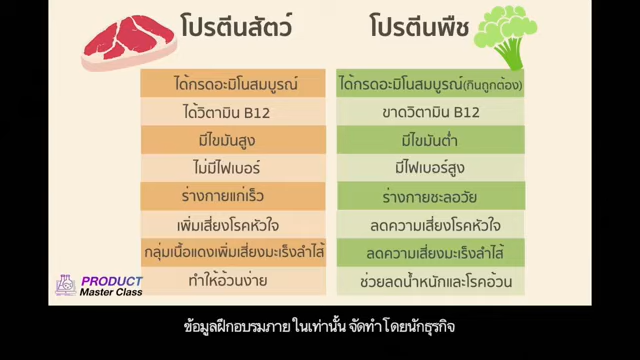 โปรตีนสัตว์
โปรตีนพืช
ได้กรดอะมิโนสมบูรณ์
ได้กรดอะมิโนสมบูรณ์(กินถูกต้อง)
ได้วิตามิน B12
ขาดวิตามิน B12
มีไขมันสูง
มีไขมันต่ำ
ไม่มีไฟเบอร์
มีไฟเบอร์สูง
ร่างกายแก่เร็ว
ร่างกายชะลอวัย
เพิ่มเสี่ยงโรคหัวใจ
ลดความเสี่ยงโรคหัวใจ
กลุ่มเนื้อแดงเพิ่มเสี่ยงมะเร็งลำไส้
ลดความเสี่ยงมะเร็งลำไส้
ทำให้อ้วนง่าย
ช่วยลดน้ำหนักและโรคอ้วน
PRODUCT
Master Class
ข้อมูลฝึกอบรมภาย ในเท่านั้น จัดทำโดยนักธุรกิจ